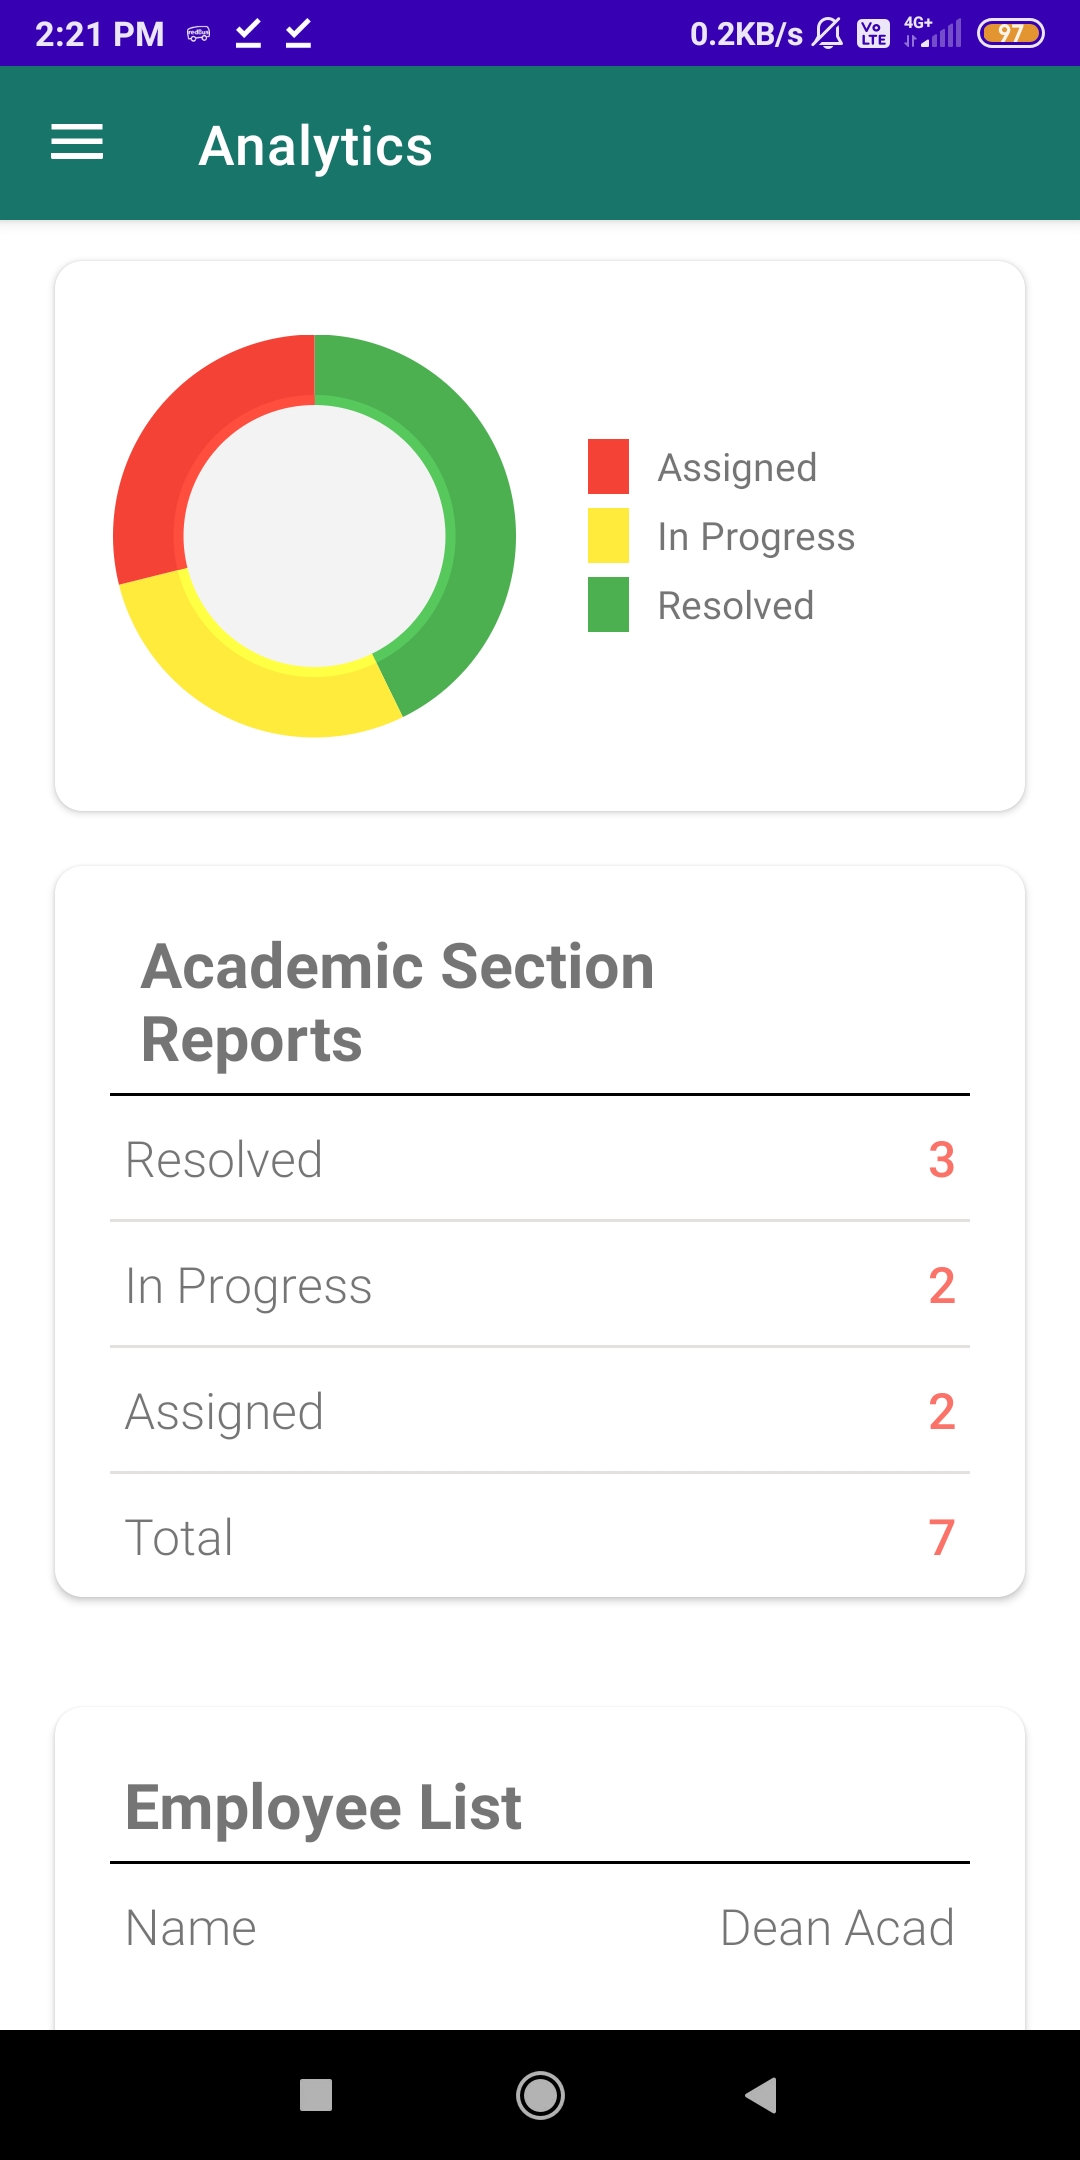 2:21 PM redBus 0.2KB/s Vo LTE 4G+ 97
Analytics
Assigned
In Progress
Resolved
Academic Section
Reports
Resolved 3
In Progress 2
Assigned 2
Total 7
Employee List
Name Dean Acad